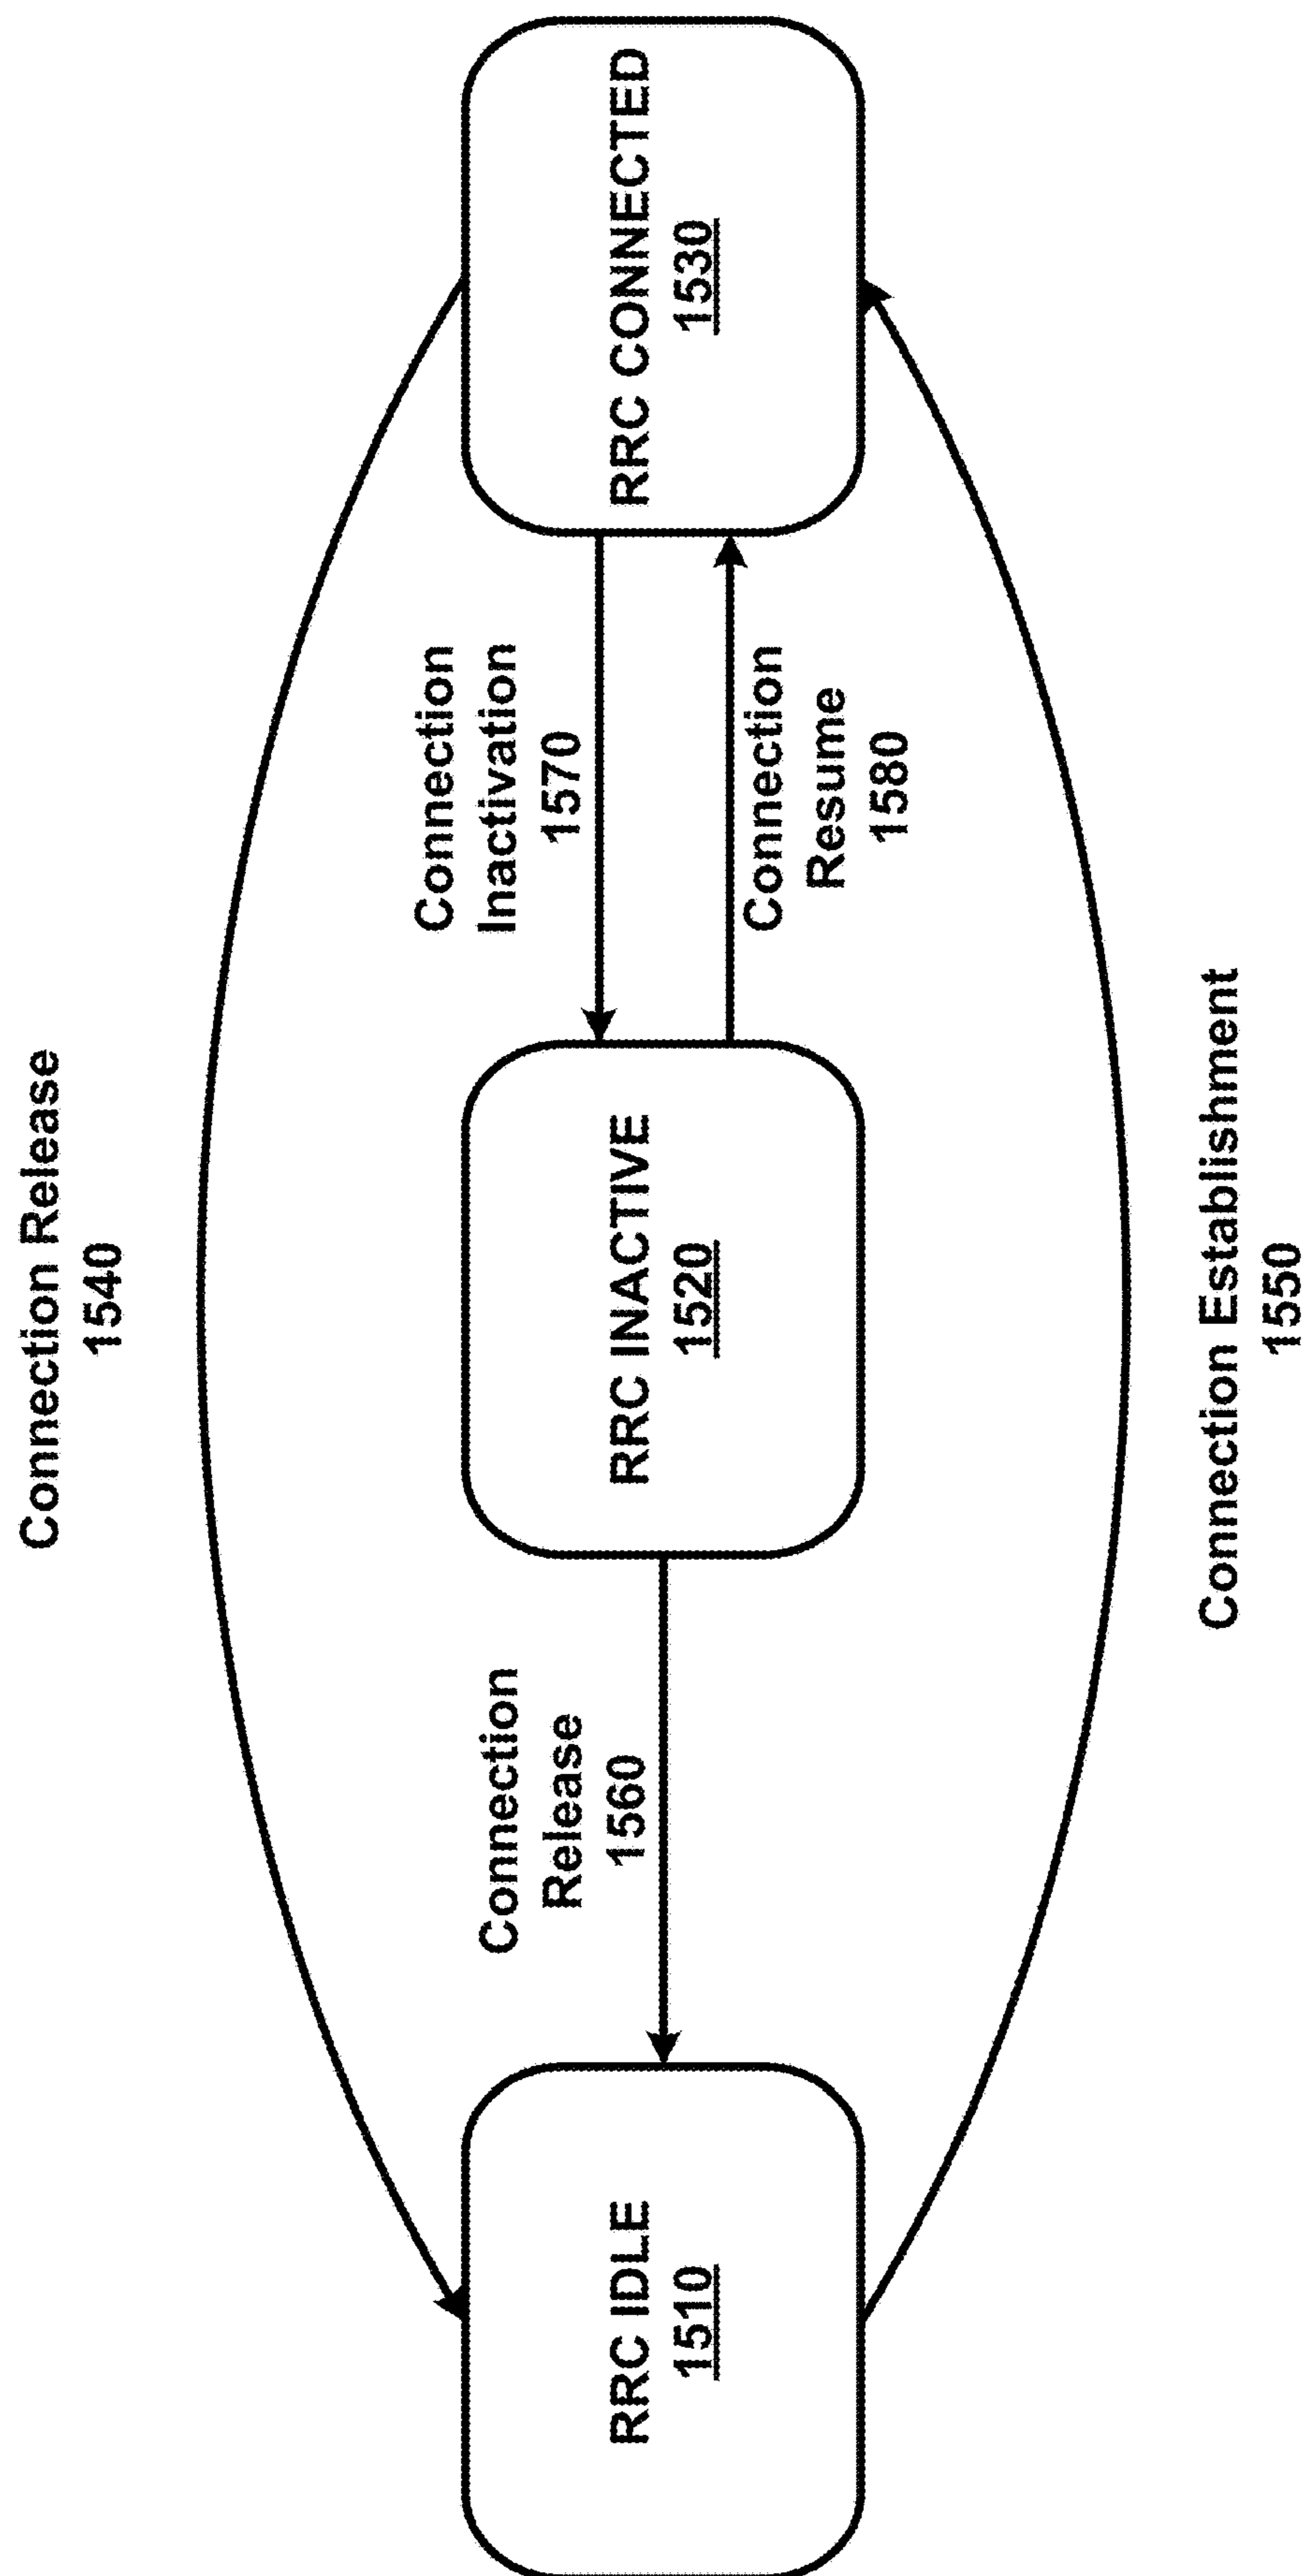 Connection Release
1540
RRC IDLE
1510
Connection
Release
1560
RRC INACTIVE
1520
Connection
Inactivation
1570
Connection
Resume
1580
RRC CONNECTED
1530
Connection Establishment
1550